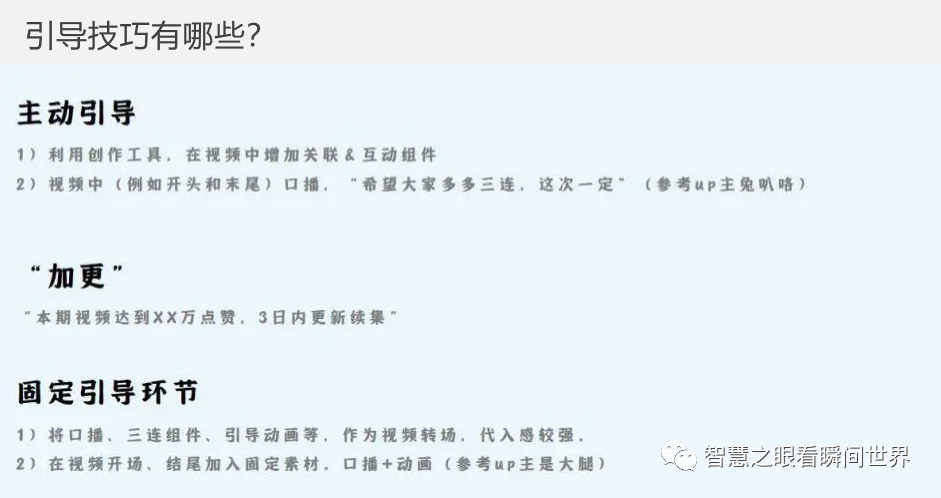 引导技巧有哪些?
主动引导
1）利用创作工具，在视频中增加关联&互动组件
2）视频中（例如开头和末尾）口播，“希望大家多多三连，这次一定”（参考up主兔叭咯）
“加更”
“本期视频达到XX万点赞，3日内更新续集”
固定引导环节
1）将口播、三连组件、引导动画等，作为视频转场，代入感较强，
2）在视频开场、结尾加入固定素材，口播+动画（参考up主是大腿）
智慧之眼看瞬间世界